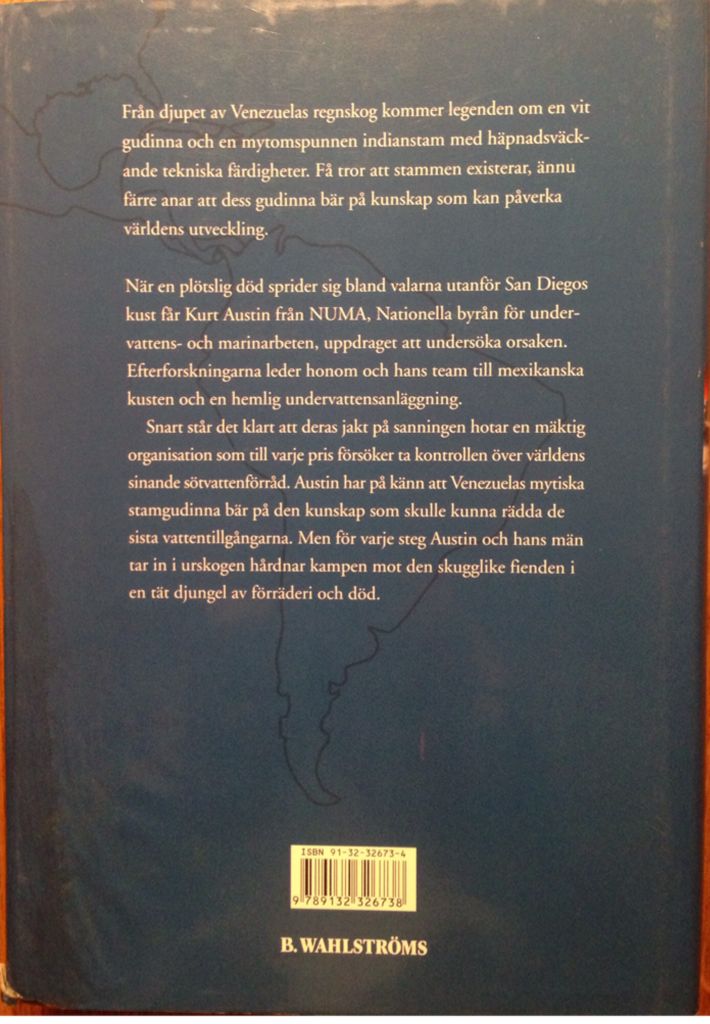 Från djupet av Venezuelas regnskog kommer legenden om en vit
gudinna och en mytomspunnen indianstam med häpnadsväck-
ande tekniska färdigheter. Få tror att stammen existerar, ännu
färre anar att dess gudinna bär på kunskap som kan påverka
världens utveckling.
När en plötslig död sprider sig bland valarna utanför San Diegos
kust får Kurt Austin från NUMA, Nationella byrån för under-
vattens- och marinarbeten, uppdraget att undersöka orsaken.
Efterforskningarna leder honom och hans team till mexikanska
kusten och en hemlig undervattensanläggning.
Snart står det klart att deras jakt på sanningen hotar en mäktig
organisation som till varje pris försöker ta kontrollen över världens
sinande sötvattenförråd. Austin har på känn att Venezuelas mytiska
stamgudinna bär på den kunskap som skulle kunna rädda de
sista vattentillgångarna. Men för varje steg Austin och hans män
tar in i urskogen hårdnar kampen mot den skugglike fienden i
en tät djungel av förräderi och död.
ISBN 91-32-32673-4
9 789132 326738
B. WAHLSTRÖMS